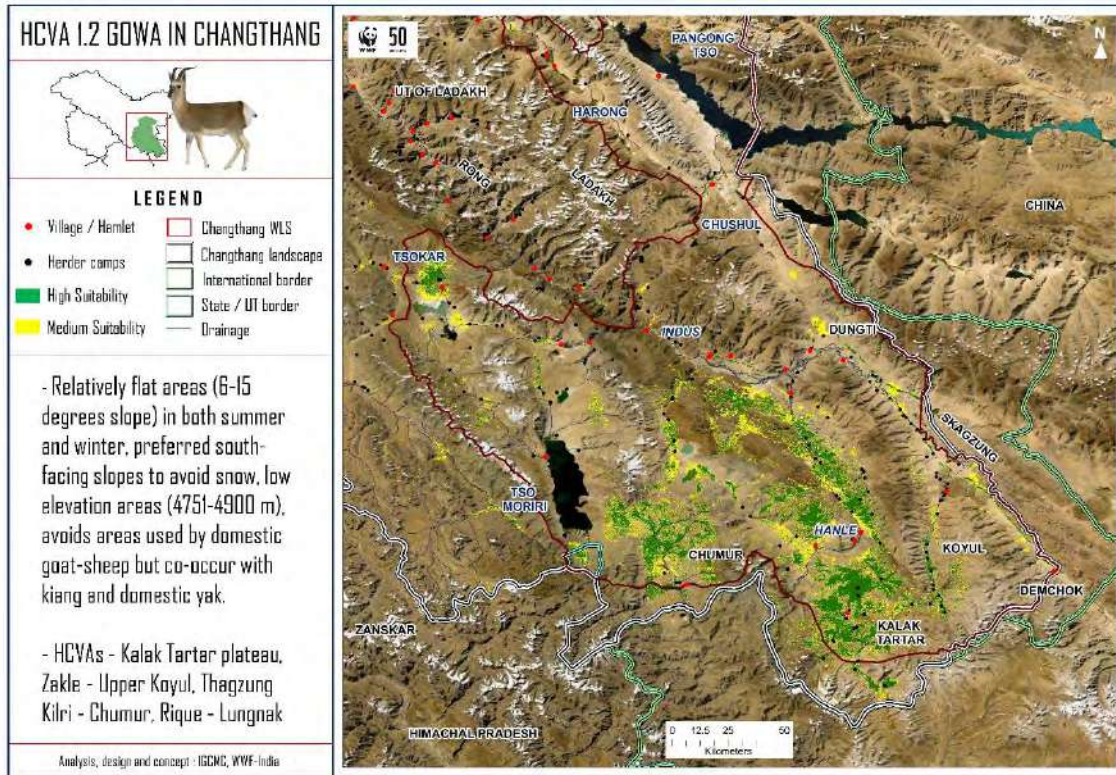 HCVA 1.2 GOWA IN CHANGTHANG
LEGEND
Village / Hamlet
Herder camps
High Suitability
Medium Suitability
Changthang WLS
Changthang landscape
International border
State / UT border
Drainage
- Relatively flat areas (6-15
degrees slope) in both summer
and winter, preferred south-
facing slopes to avoid snow, low
elevation areas (4751-4900 m),
avoids areas used by domestic
goat-sheep but co-occur with
kiang and domestic yak.
- HCVAs - Kalak Tartar plateau,
Zakle - Upper Koyul, Thagzung
Kilri - Chumur, Rique - Lungnak
Analysis, design and concept : IGCMC, WWF-India
WWF
50
N
PANGONG
TSO
UT OF LADAKH
HARONG
RONG
LADAKH
CHUSHUL
CHINA
TSOKAR
INDUS
DUNGTI
SKAGZUNG
TSO
MORIRI
HANLE
CHUMUR
KOYUL
DEMCHOK
KALAK
TARTAR
ZANSKAR
HIMACHAL PRADESH
0 12.5 25 50
Kilometers